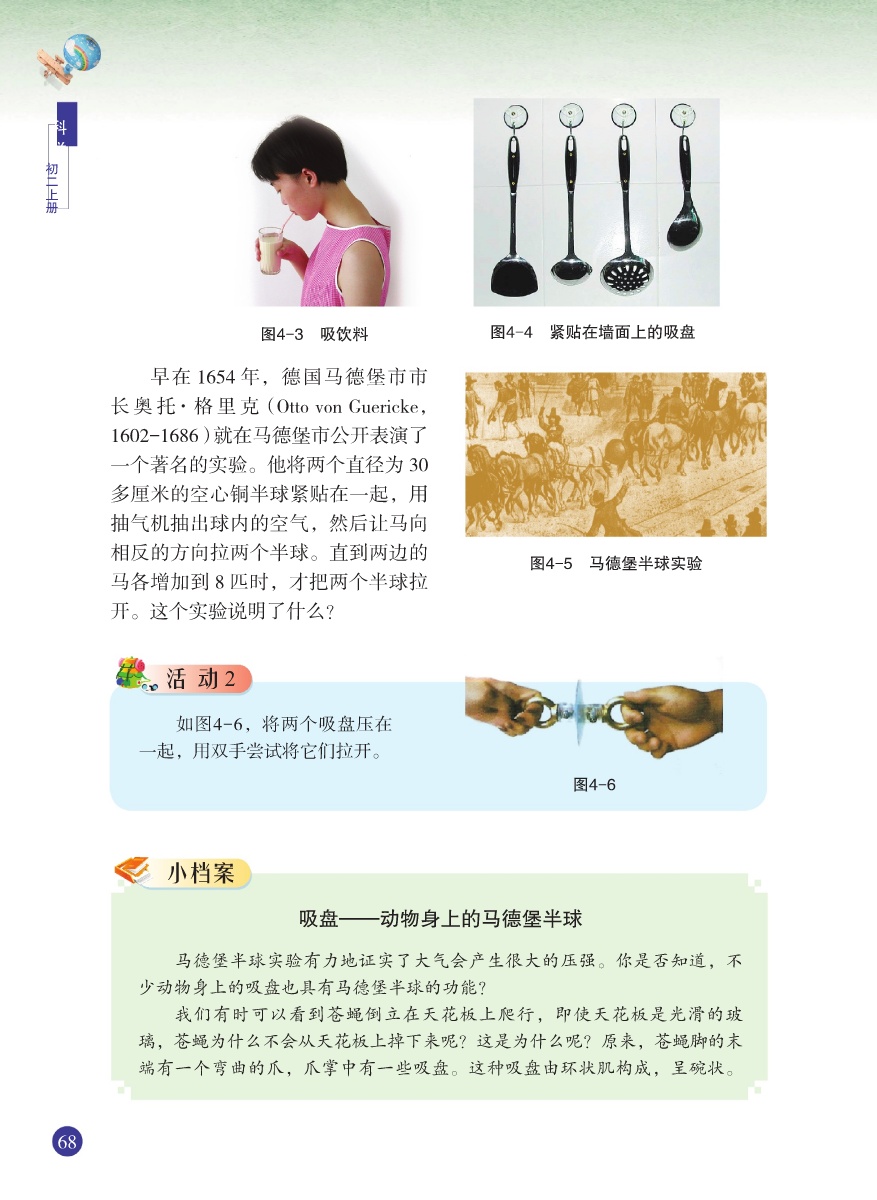 科
初二上册
图4-3 吸饮料
图4-4 紧贴在墙面上的吸盘
早在 1654 年，德国马德堡市市
长奥托·格里克（Otto von Guericke，
1602-1686）就在马德堡市公开表演了
一个著名的实验。他将两个直径为 30
多厘米的空心铜半球紧贴在一起，用
抽气机抽出球内的空气，然后让马向
相反的方向拉两个半球。直到两边的
马各增加到 8 匹时，才把两个半球拉
开。这个实验说明了什么？
图4-5 马德堡半球实验
活动2
如图4-6，将两个吸盘压在
一起，用双手尝试将它们拉开。
图4-6
小档案
吸盘——动物身上的马德堡半球
马德堡半球实验有力地证实了大气会产生很大的压强。你是否知道，不
少动物身上的吸盘也具有马德堡半球的功能？
我们有时可以看到苍蝇倒立在天花板上爬行，即使天花板是光滑的玻
璃，苍蝇为什么不会从天花板上掉下来呢？这是为什么呢？原来，苍蝇脚的末
端有一个弯曲的爪，爪掌中有一些吸盘。这种吸盘由环状肌构成，呈碗状。
68